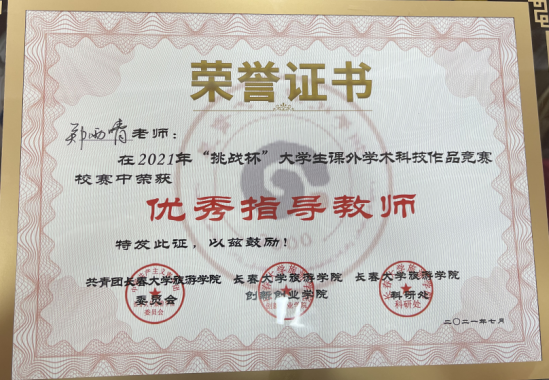 荣誉证书
郑西青老师：
在2021年“挑战杯”大学生课外学术科技作品竞赛
校赛中荣获
优秀指导教师
特发此证，以兹鼓励！
共青团长春大学旅游学院 长春大学旅游学院 长春大学旅游学院
委员会 创新创业学院 科研处
二〇二一年七月